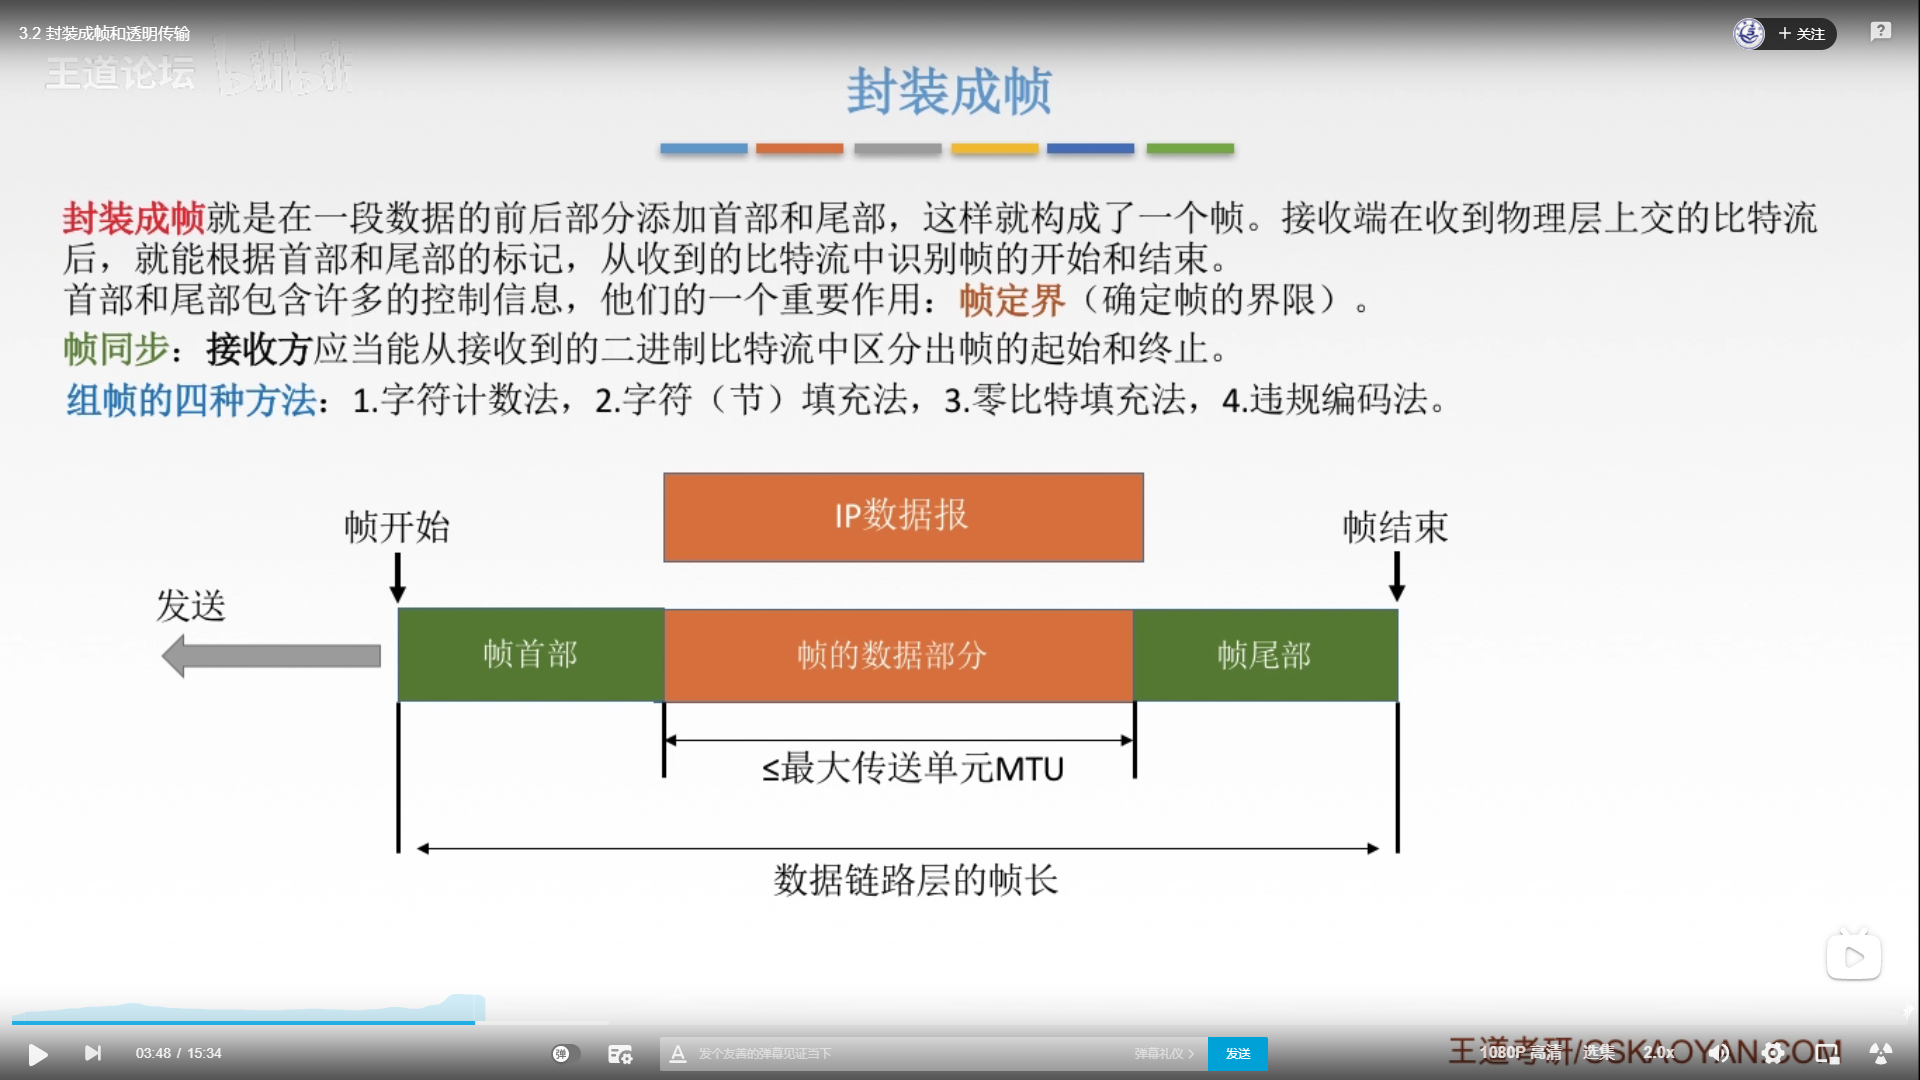 3.2 封装成帧和透明传输
+ 关注
王道论坛 bilibili
封装成帧
封装成帧就是在一段数据的前后部分添加首部和尾部，这样就构成了一个帧。接收端在收到物理层上交的比特流
后，就能根据首部和尾部的标记，从收到的比特流中识别帧的开始和结束。
首部和尾部包含许多的控制信息，他们的一个重要作用：帧定界（确定帧的界限）。
帧同步：接收方应当能从接收到的二进制比特流中区分出帧的起始和终止。
组帧的四种方法：1.字符计数法，2.字符（节）填充法，3.零比特填充法，4.违规编码法。
IP数据报
帧开始
帧结束
发送
帧首部
帧的数据部分
帧尾部
≤最大传送单元MTU
数据链路层的帧长
03:48 / 15:34
弹
A 发个友善的弹幕见证当下
弹幕礼仪 >
发送
王道考研/CSKAOYAN.COM
1080P 高清
选集
2.0x